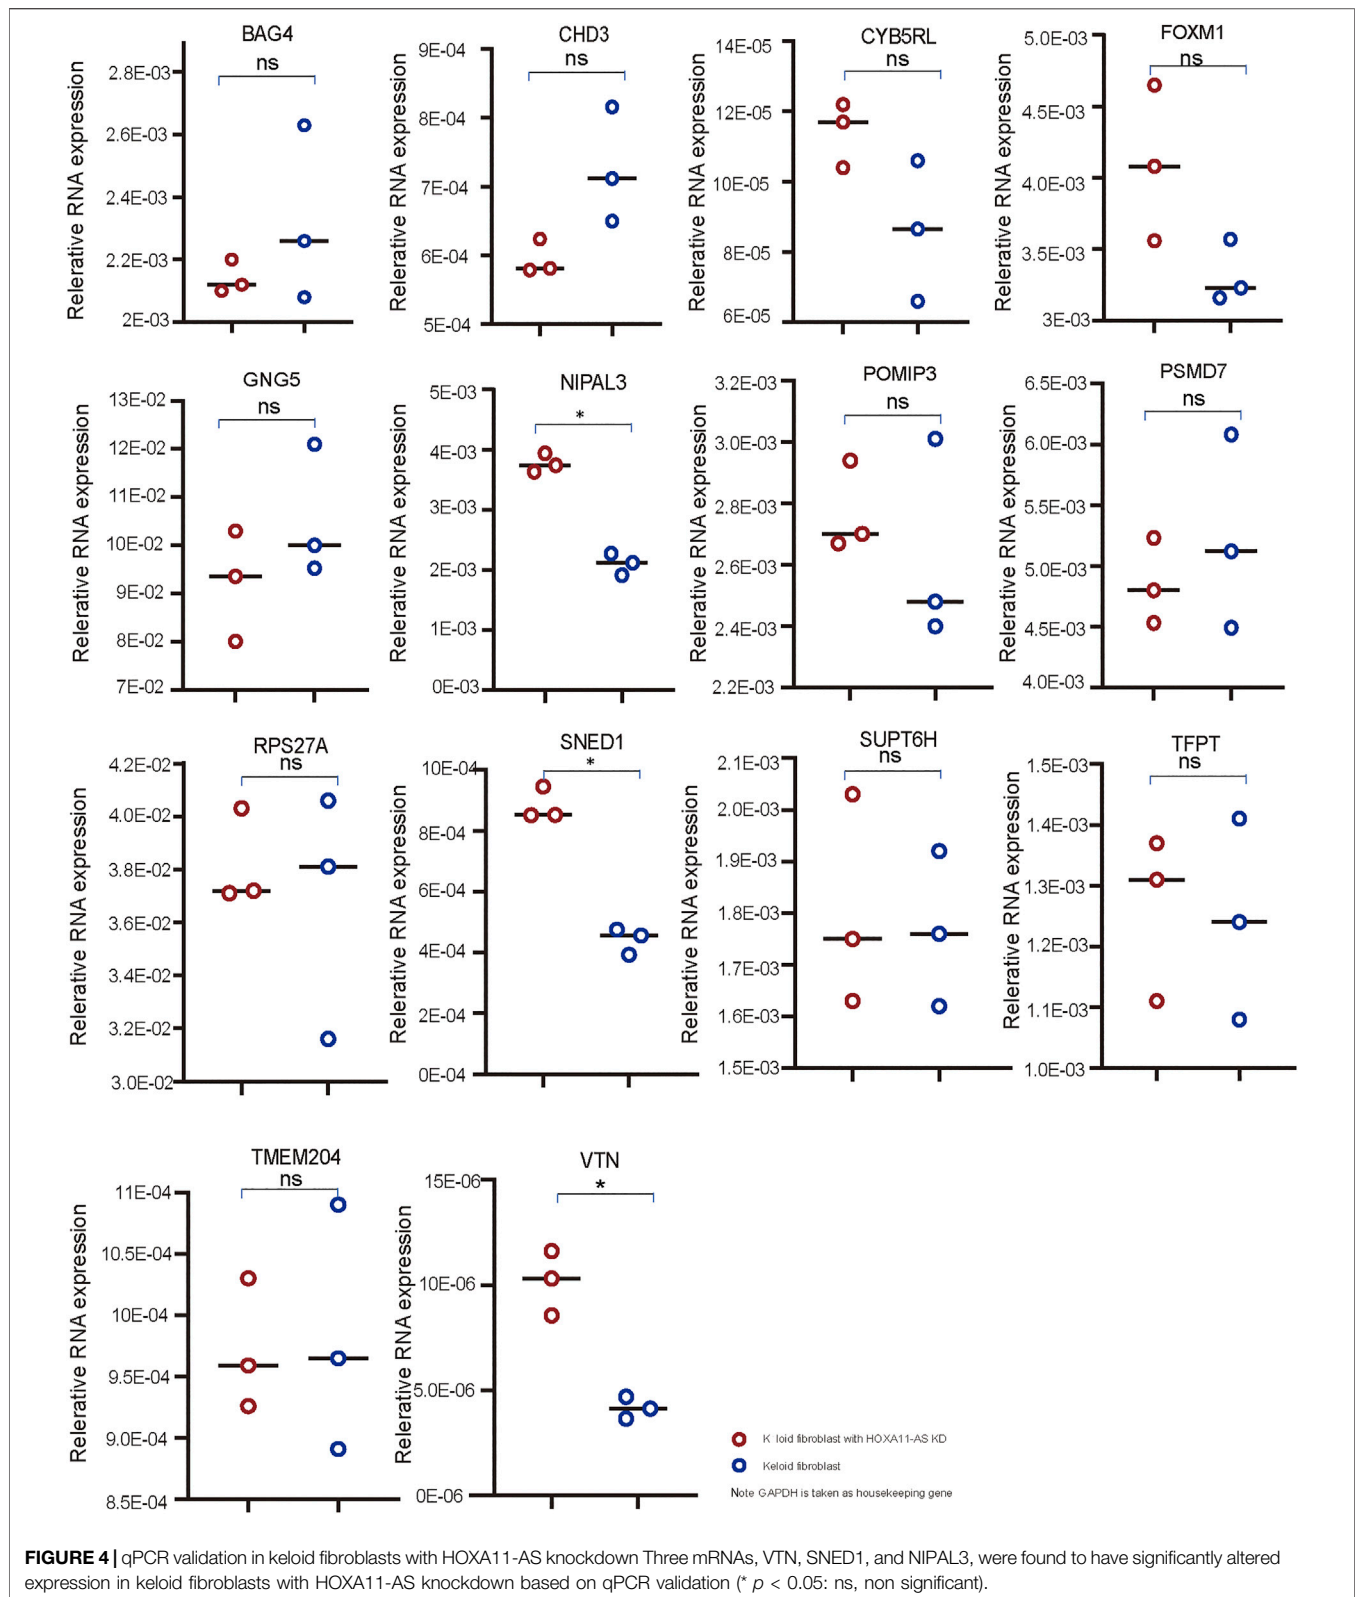 BAG4
ns
Relerative RNA expression
2.8E-03
2.6E-03
2.4E-03
2.2E-03
2E-03
CHD3
ns
Relerative RNA expression
9E-04
8E-04
7E-04
6E-04
5E-04
CYB5RL
ns
Relerative RNA expression
14E-05
12E-05
10E-05
8E-05
6E-05
FOXM1
ns
Relerative RNA expression
5.0E-03
4.5E-03
4.0E-03
3.5E-03
3E-03
GNG5
ns
Relerative RNA expression
13E-02
12E-02
11E-02
10E-02
9E-02
8E-02
7E-02
NIPAL3
*
Relerative RNA expression
5E-03
4E-03
3E-03
2E-03
1E-03
0E-03
POMIP3
ns
Relerative RNA expression
3.2E-03
3.0E-03
2.8E-03
2.6E-03
2.4E-03
2.2E-03
PSMD7
ns
Relerative RNA expression
6.5E-03
6.0E-03
5.5E-03
5.0E-03
4.5E-03
4.0E-03
RPS27A
ns
Relerative RNA expression
4.2E-02
4.0E-02
3.8E-02
3.6E-02
3.4E-02
3.2E-02
3.0E-02
SNED1
*
Relerative RNA expression
10E-04
8E-04
6E-04
4E-04
2E-04
0E-04
SUPT6H
ns
Relerative RNA expression
2.1E-03
2.0E-03
1.9E-03
1.8E-03
1.7E-03
1.6E-03
1.5E-03
TFPT
ns
Relerative RNA expression
1.5E-03
1.4E-03
1.3E-03
1.2E-03
1.1E-03
1.0E-03
TMEM204
ns
Relerative RNA expression
11E-04
10.5E-04
10E-04
9.5E-04
9.0E-04
8.5E-04
VTN
*
Relerative RNA expression
15E-06
10E-06
5.0E-06
0E-06
K loid fibroblast with HOXA11-AS KD
Keloid fibroblast
Note GAPDH is taken as housekeeping gene
FIGURE 4 | qPCR validation in keloid fibroblasts with HOXA11-AS knockdown Three mRNAs, VTN, SNED1, and NIPAL3, were found to have significantly altered
expression in keloid fibroblasts with HOXA11-AS knockdown based on qPCR validation (* p < 0.05: ns, non significant).